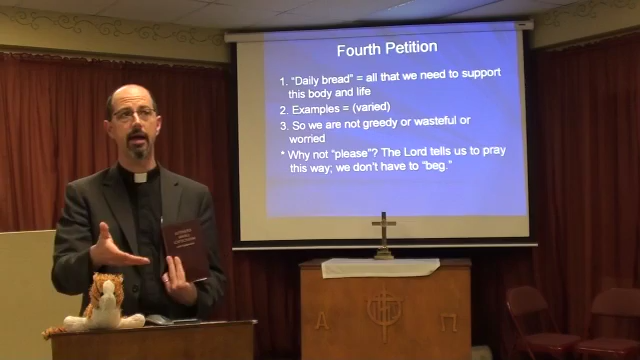 Fourth Petition
1. “Daily bread” = all that we need to support
this body and life
2. Examples = (varied)
3. So we are not greedy or wasteful or
worried
* Why not “please”? The Lord tells us to pray
this way; we don’t have to “beg.”
Α